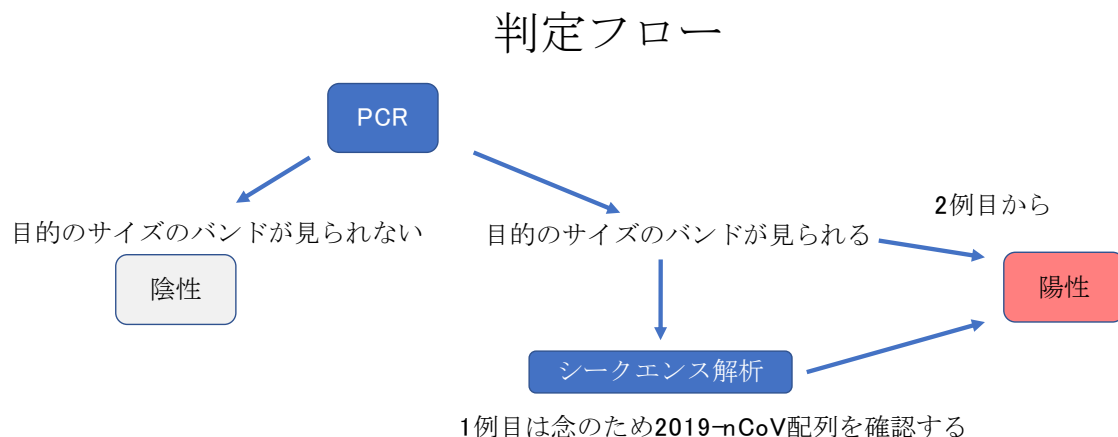 判定フロー
PCR
2例目から
目的のサイズのバンドが見られない
目的のサイズのバンドが見られる
陰性
陽性
シークエンス解析
1例目は念のため2019-nCoV配列を確認する